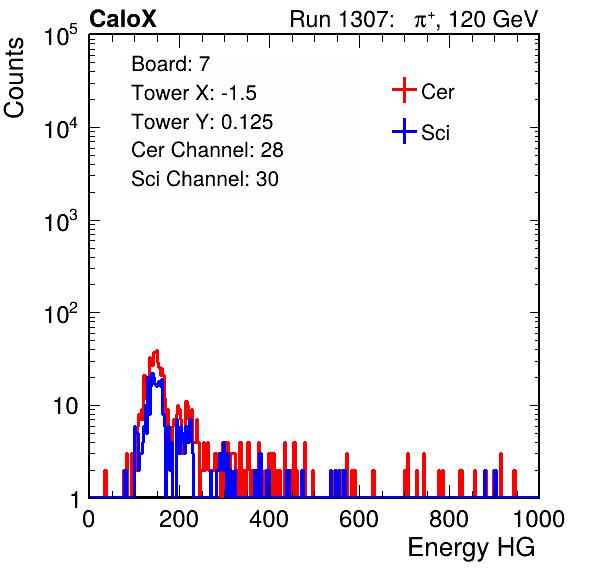 CaloX Run 1307: π⁺, 120 GeV
Board: 7
Tower X: -1.5
Tower Y: 0.125
Cer Channel: 28
Sci Channel: 30
Cer
Sci
Counts
10⁵
10⁴
10³
10²
10
1
0 200 400 600 800 1000
Energy HG